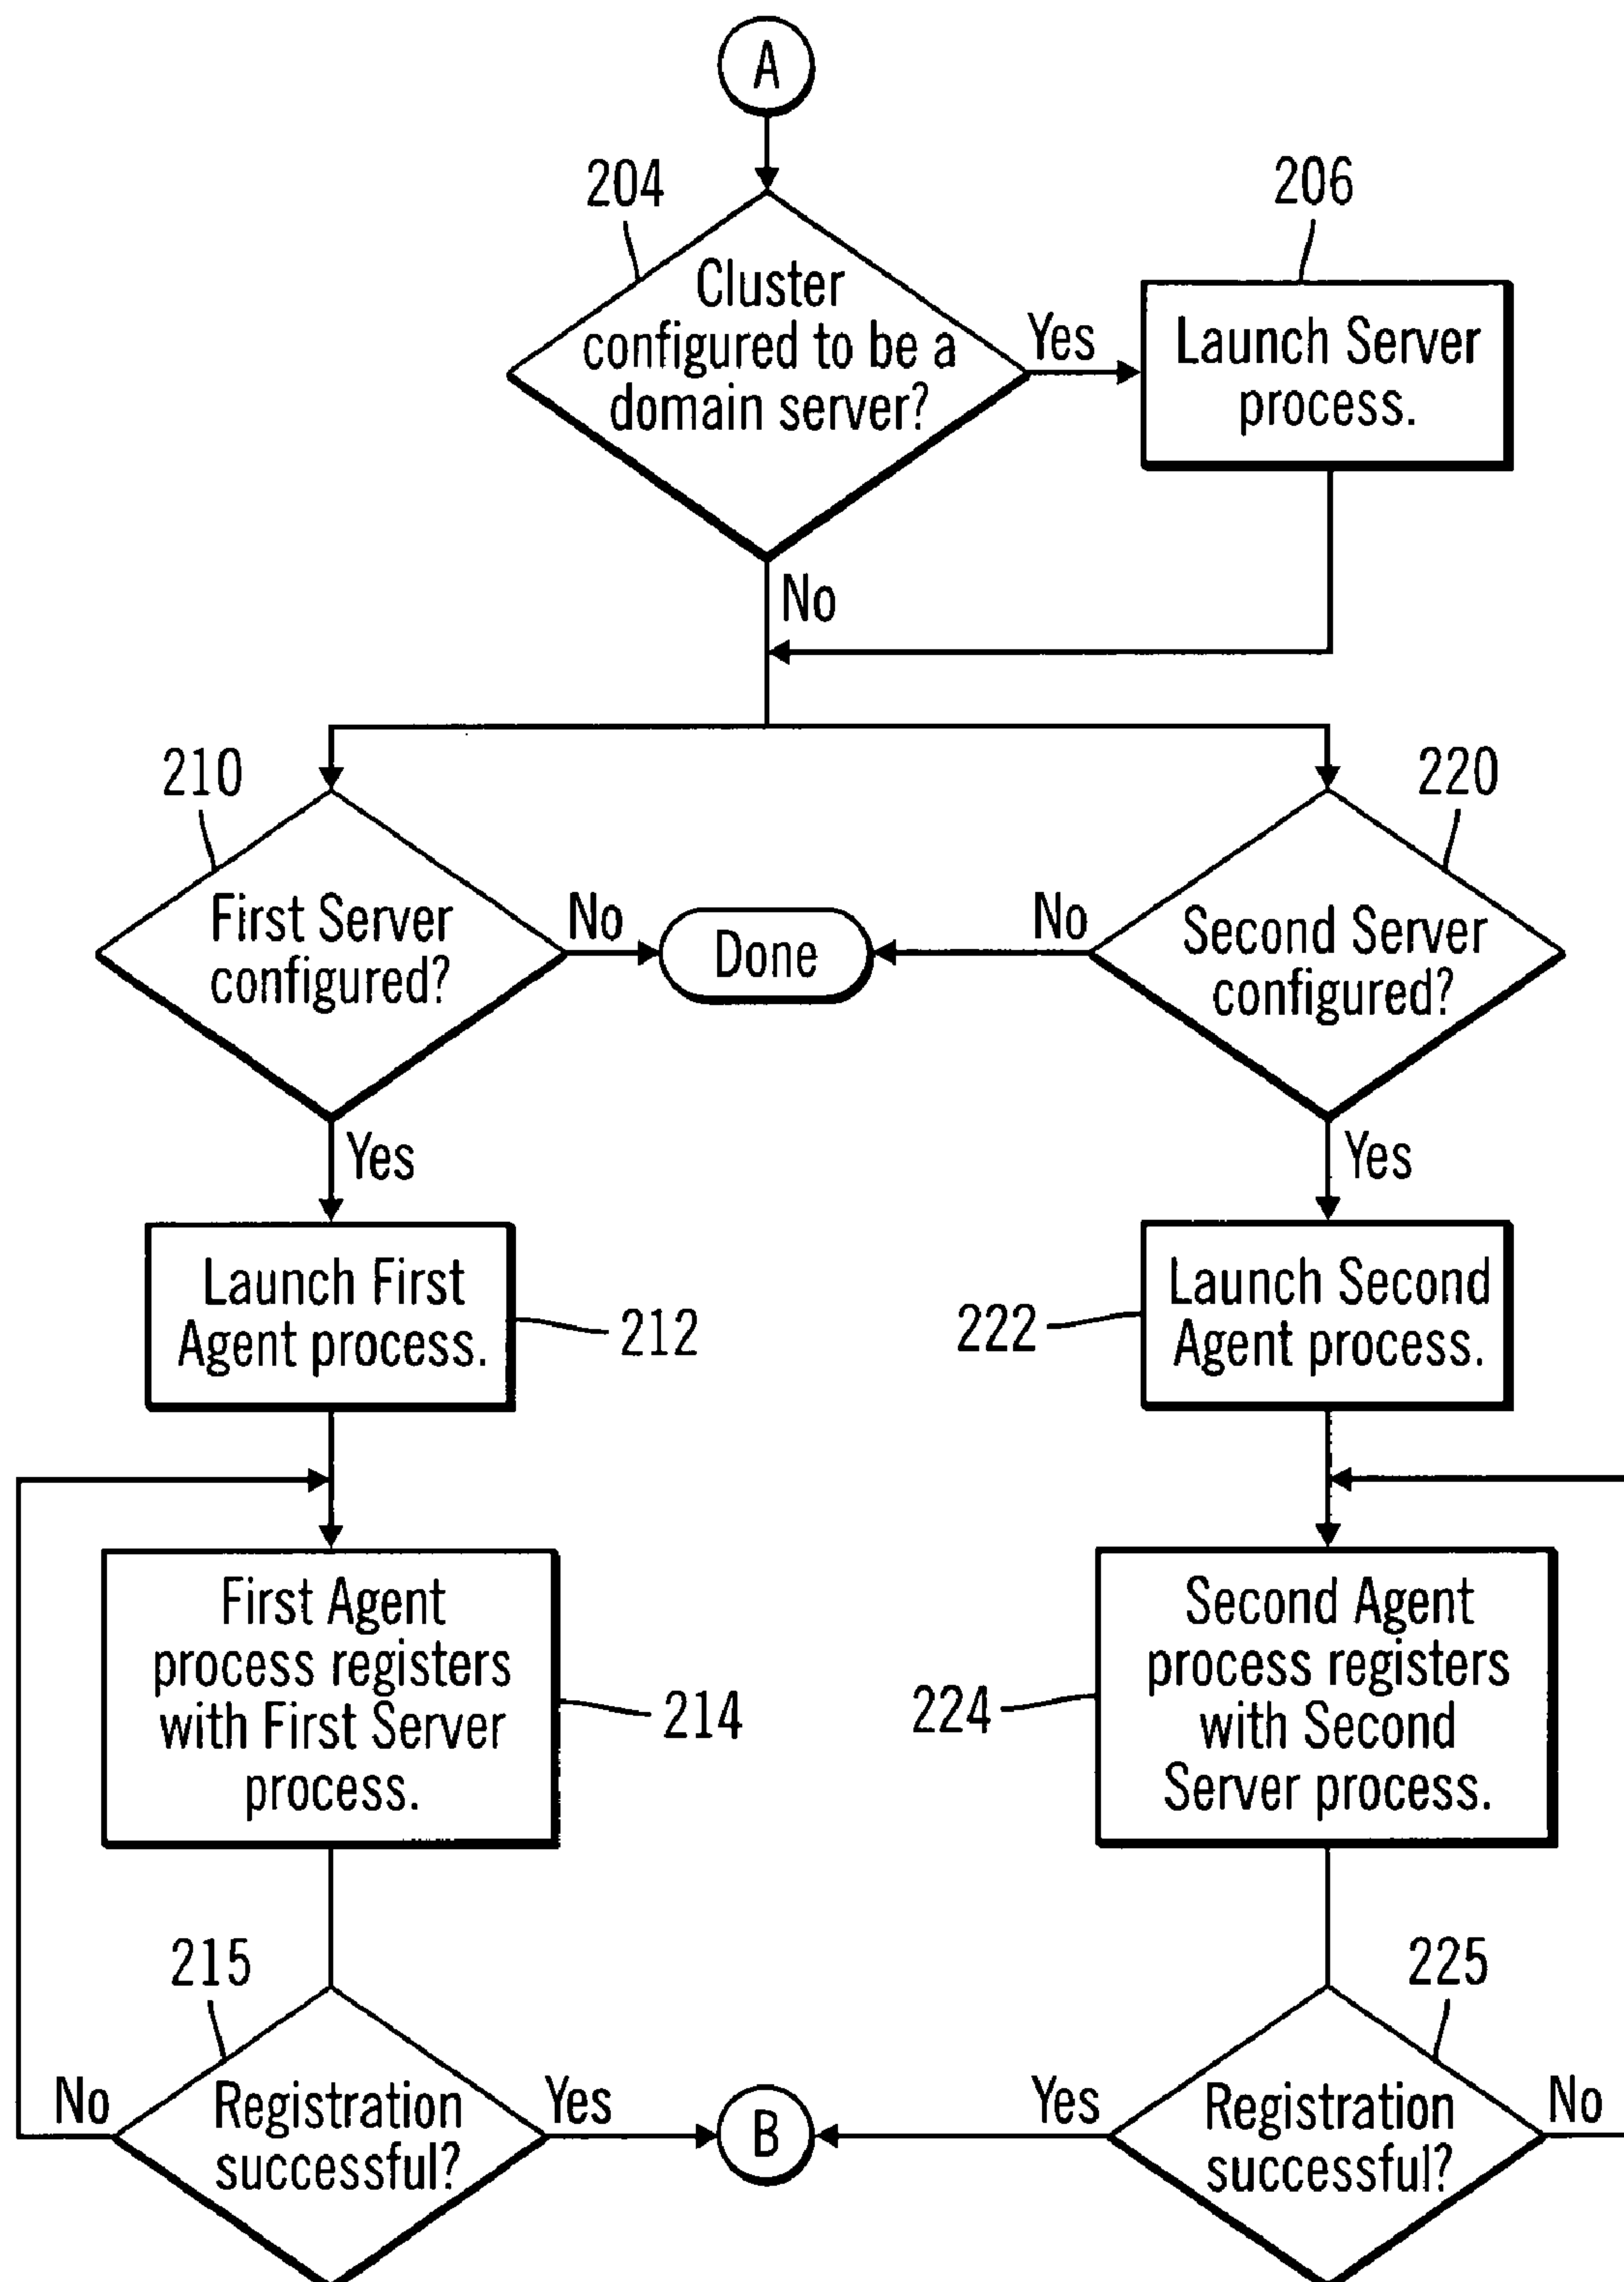 A
204
206
Cluster
configured to be a
domain server?
Yes
Launch Server
process.
No
210
220
First Server
configured?
No
Done
No
Second Server
configured?
Yes
Yes
Launch First
Agent process.
212
222
Launch Second
Agent process.
First Agent
process registers
with First Server
process.
214
224
Second Agent
process registers
with Second
Server process.
215
225
No
Registration
successful?
Yes
B
Yes
Registration
successful?
No